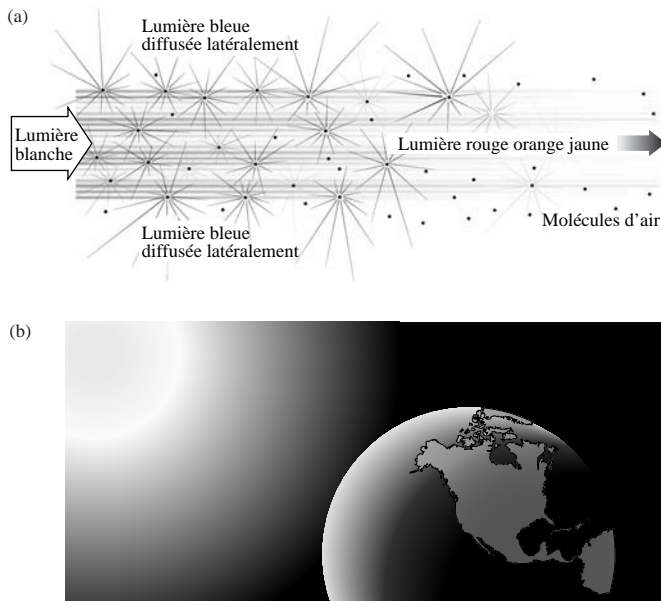 (a)
Lumière bleue
diffusée latéralement
Lumière
blanche
Lumière rouge orange jaune
Lumière bleue
diffusée latéralement
Molécules d'air
(b)